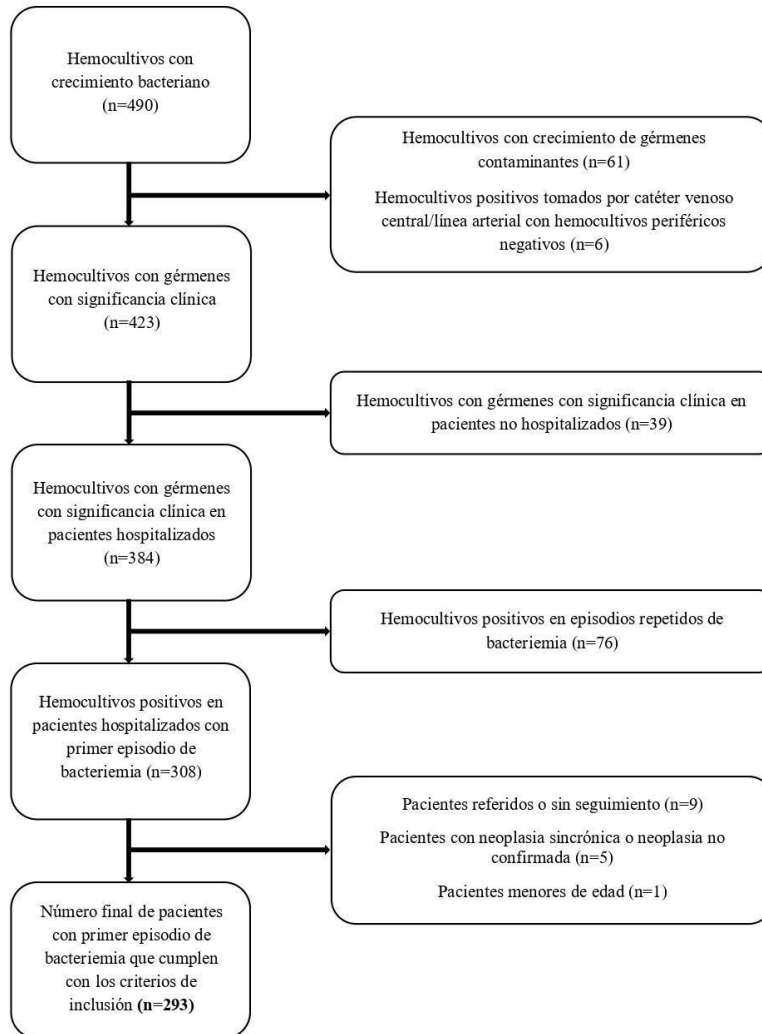 Hemocultivos con
crecimiento bacteriano
(n=490)
Hemocultivos con crecimiento de gérmenes
contaminantes (n=61)
Hemocultivos positivos tomados por catéter venoso
central/línea arterial con hemocultivos periféricos
negativos (n=6)
Hemocultivos con gérmenes
con significancia clínica
(n=423)
Hemocultivos con gérmenes con significancia clínica en
pacientes no hospitalizados (n=39)
Hemocultivos con gérmenes
con significancia clínica en
pacientes hospitalizados
(n=384)
Hemocultivos positivos en episodios repetidos de
bacteriemia (n=76)
Hemocultivos positivos en
pacientes hospitalizados con
primer episodio de
bacteriemia (n=308)
Pacientes referidos o sin seguimiento (n=9)
Pacientes con neoplasia sincrónica o neoplasia no
confirmada (n=5)
Pacientes menores de edad (n=1)
Número final de pacientes
con primer episodio de
bacteriemia que cumplen
con los criterios de
inclusión (n=293)